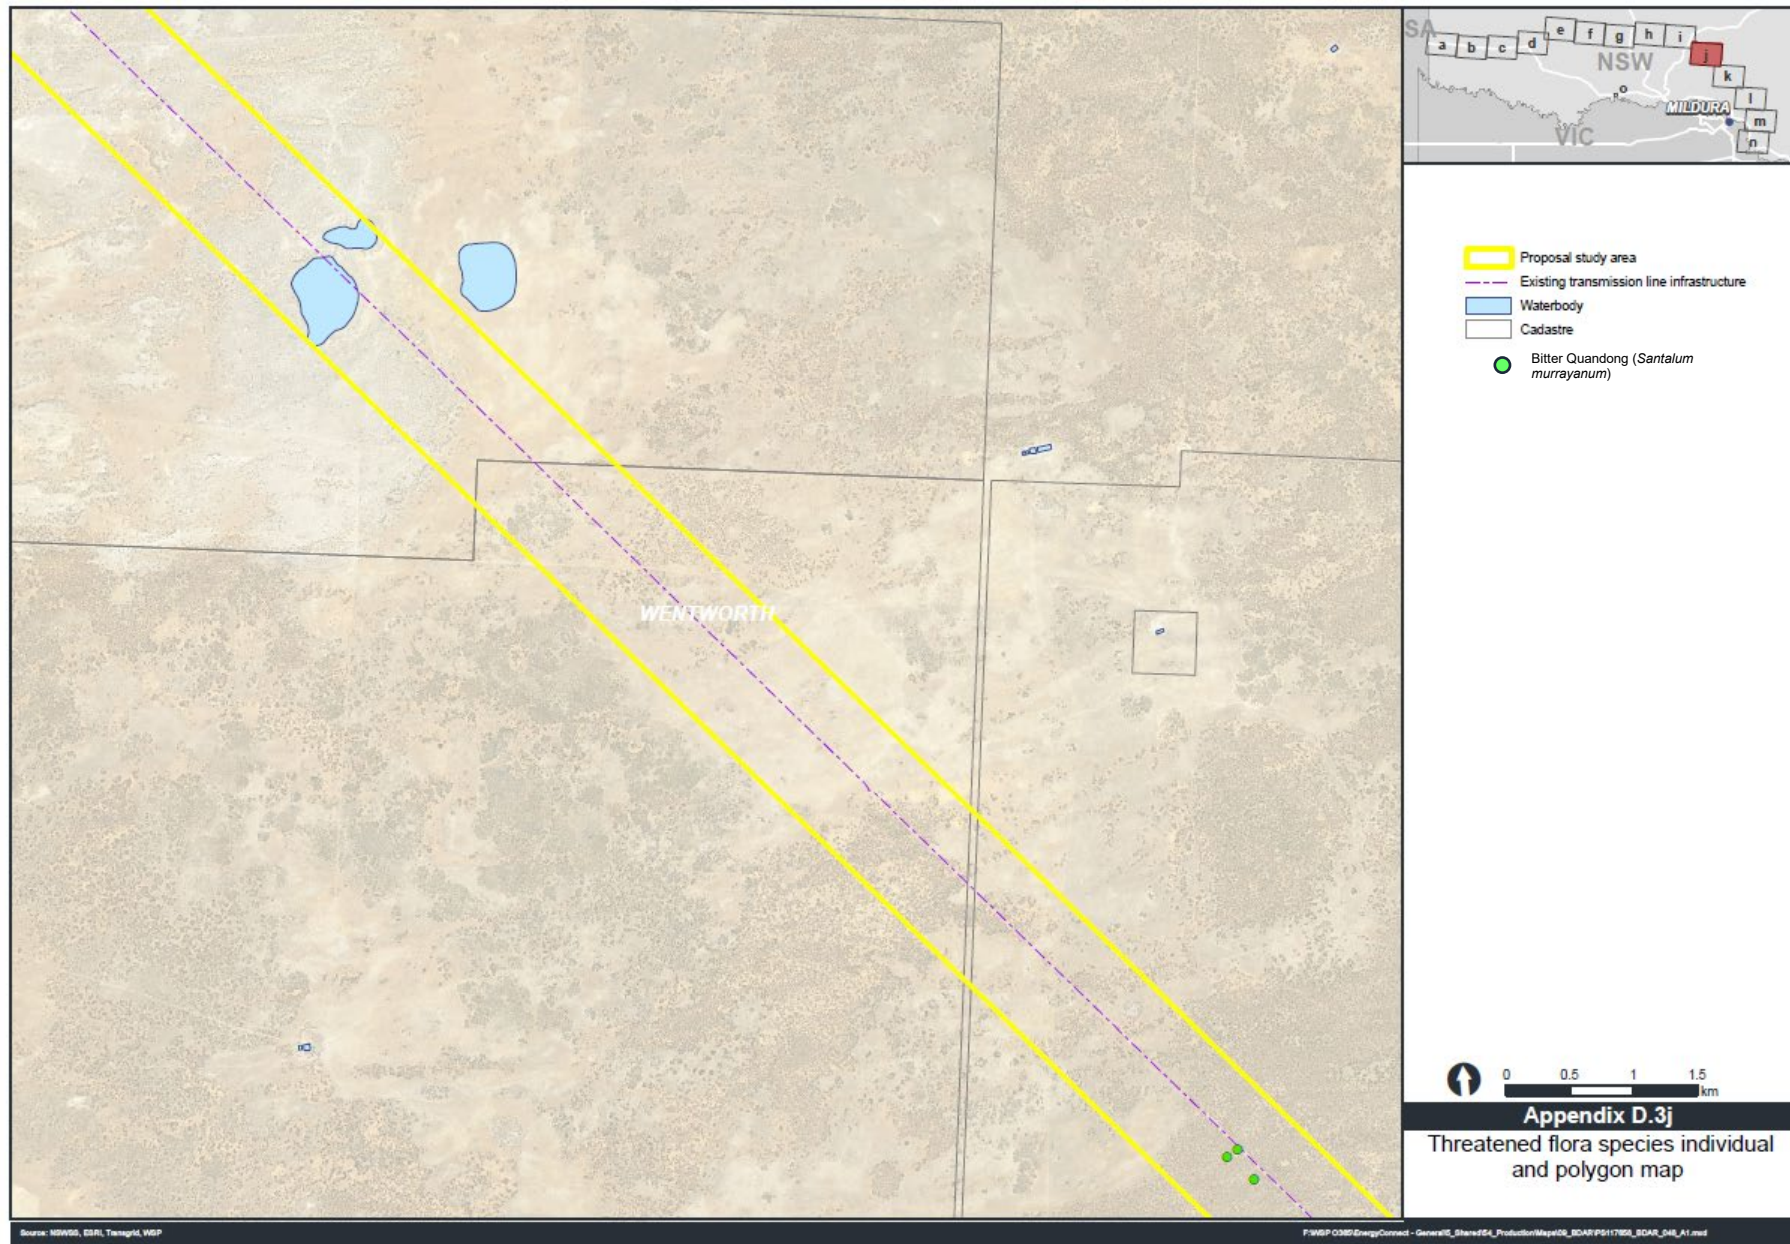 WENTWORTH
SA
a
b
c
d
e
f
g
h
i
j
k
l
m
n
NSW
MILDURA
VIC
Proposal study area
Existing transmission line infrastructure
Waterbody
Cadastre
Bitter Quandong (Santalum
murrayanum)
0 0.5 1 1.5
km
Appendix D.3j
Threatened flora species individual
and polygon map
Source: NSWSS, ESRI, Transgrid, WSP